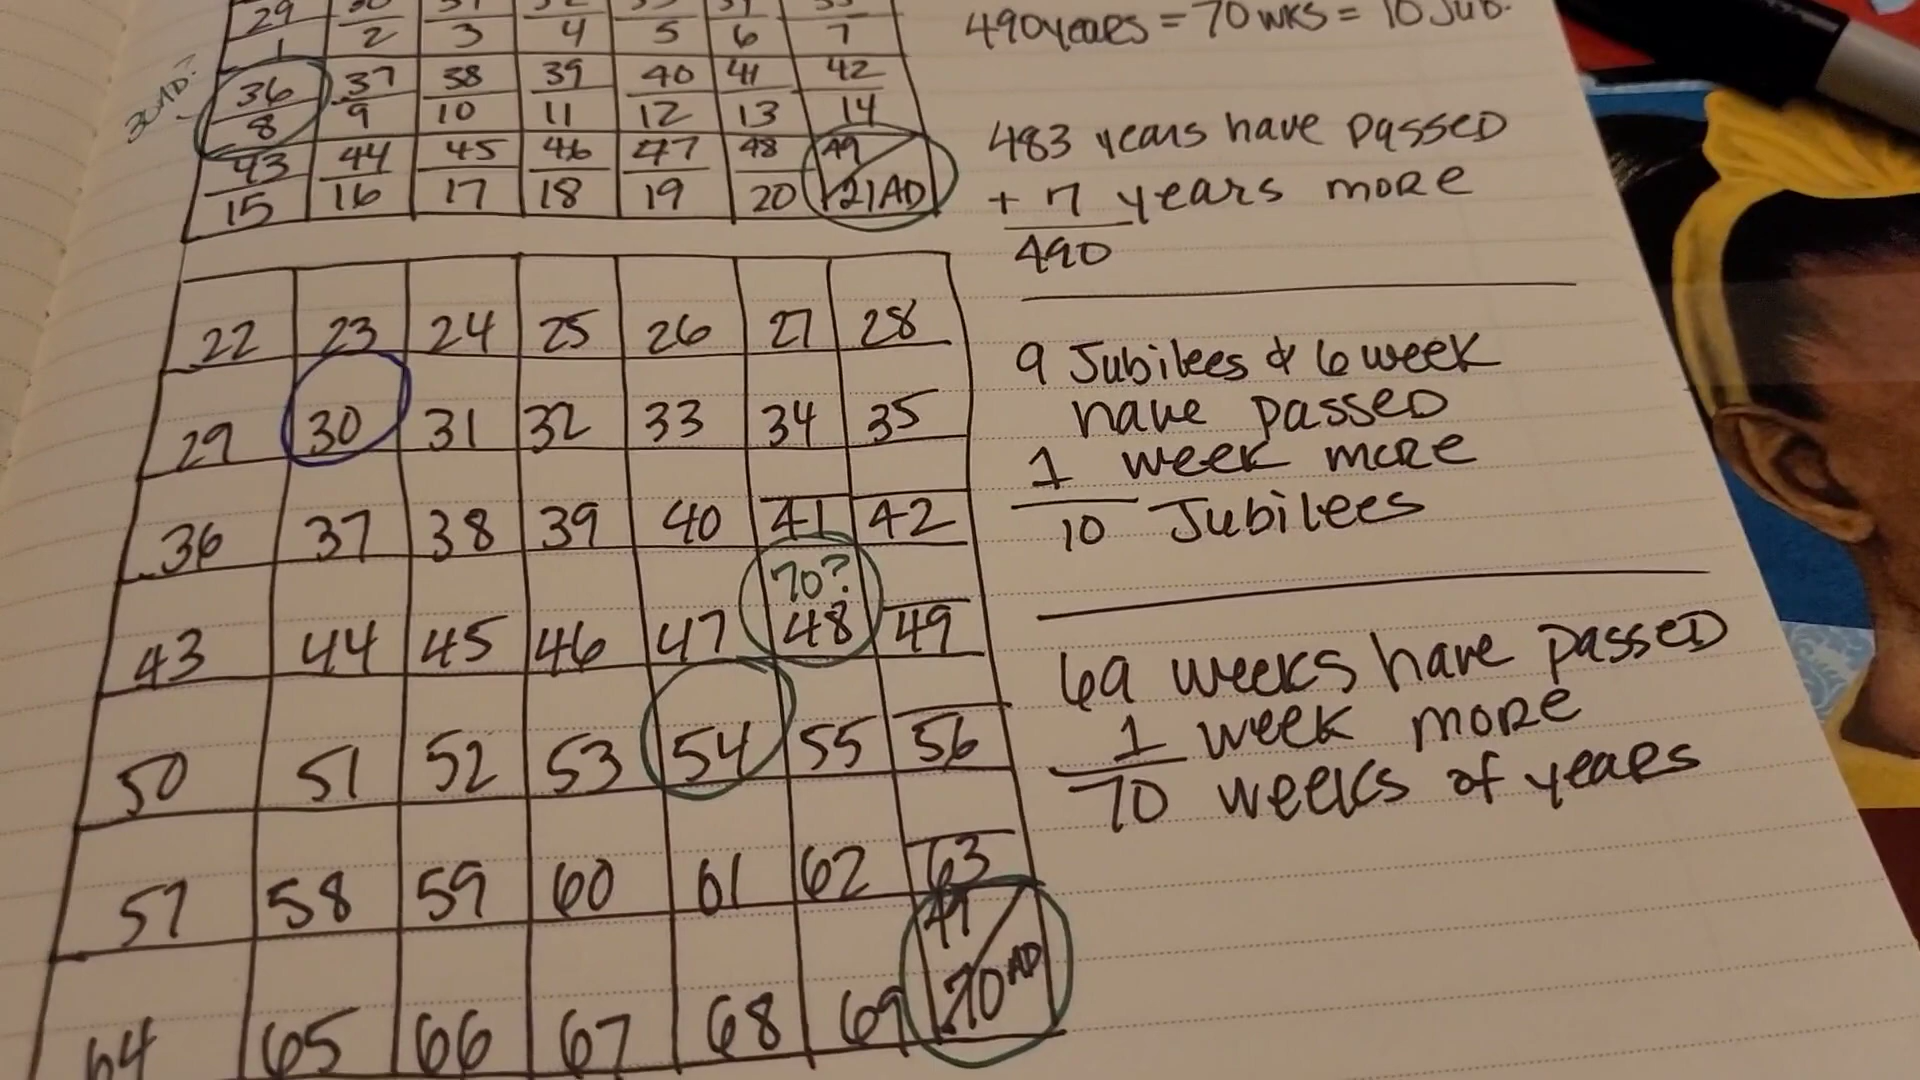 29
1 2 3 4 5 6 7
30AD?
36 37 38 39 40 41 42
8 9 10 11 12 13 14
43 44 45 46 47 48 49
15 16 17 18 19 20 21AD
22 23 24 25 26 27 28
29 30 31 32 33 34 35
36 37 38 39 40 41 42
70?
43 44 45 46 47 48 49
50 51 52 53 54 55 56
57 58 59 60 61 62 63
49
64 65 66 67 68 69 70 AD
490years = 70 wks = 10 Jub.
483 years have passed
+ 7 years more
490
9 Jubilees & 6 week
have passed
1 week more
10 Jubilees
69 weeks have passed
1 week more
70 weeks of years